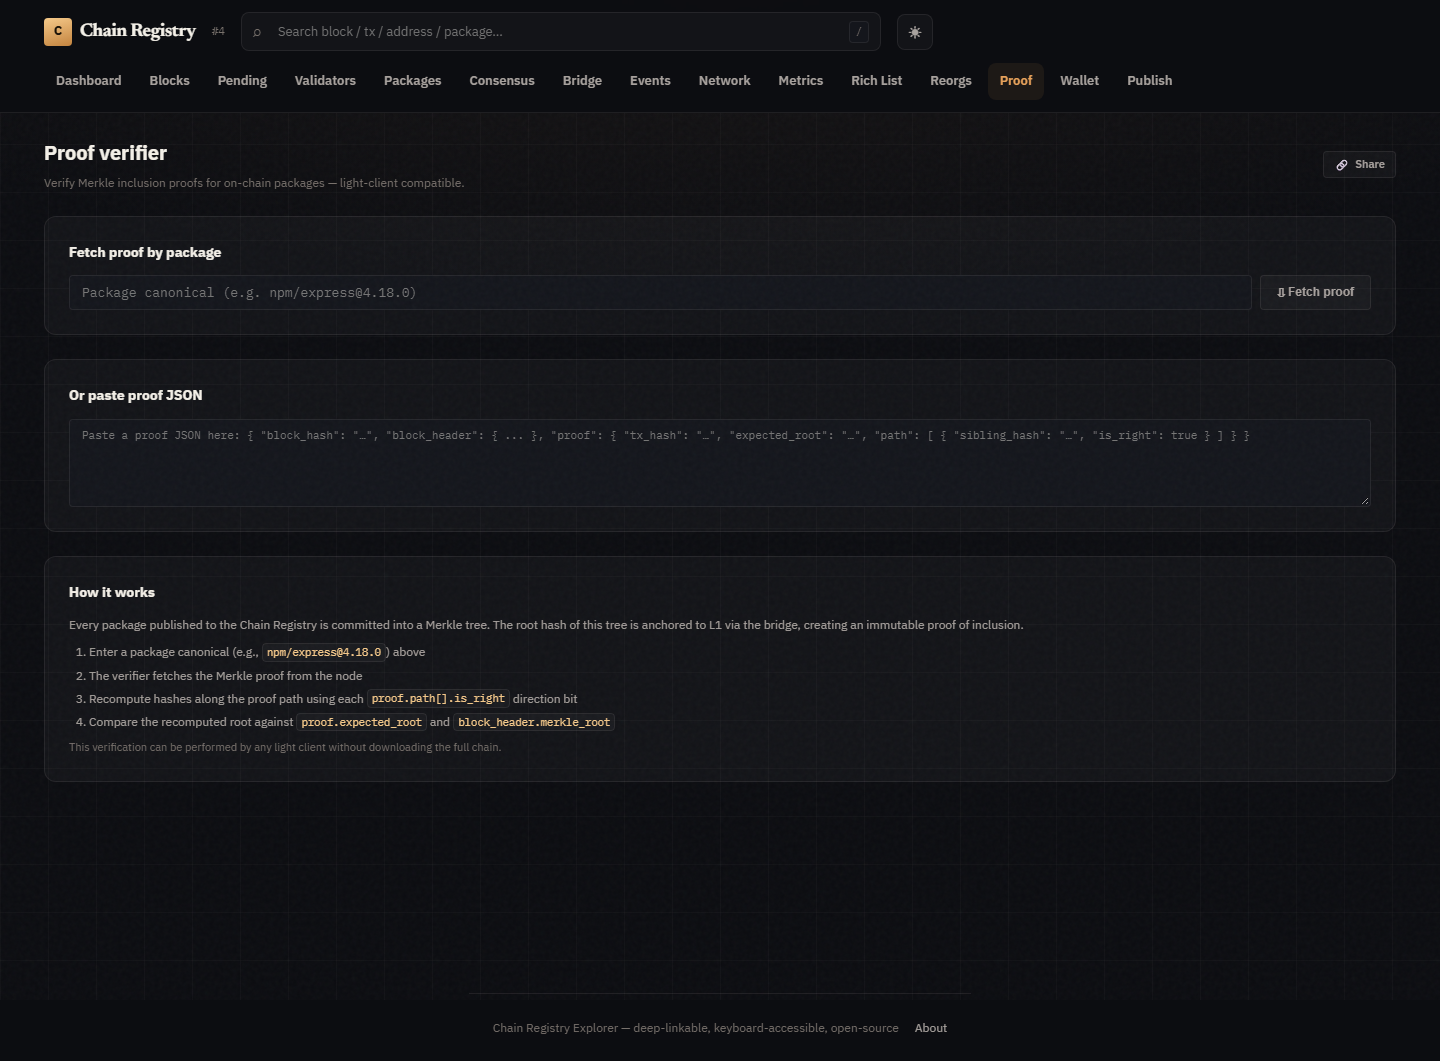 C Chain Registry #4 Search block / tx / address / package... /
Dashboard Blocks Pending Validators Packages Consensus Bridge Events Network Metrics Rich List Reorgs Proof Wallet Publish
Proof verifier
Verify Merkle inclusion proofs for on-chain packages — light-client compatible.
Share
Fetch proof by package
Package canonical (e.g. npm/express@4.18.0)
⇩ Fetch proof
Or paste proof JSON
Paste a proof JSON here: { "block_hash": "…", "block_header": { ... }, "proof": { "tx_hash": "…", "expected_root": "…", "path": [ { "sibling_hash": "…", "is_right": true } ] } }
How it works
Every package published to the Chain Registry is committed into a Merkle tree. The root hash of this tree is anchored to L1 via the bridge, creating an immutable proof of inclusion.
1. Enter a package canonical (e.g., npm/express@4.18.0) above
2. The verifier fetches the Merkle proof from the node
3. Recompute hashes along the proof path using each proof.path[].is_right direction bit
4. Compare the recomputed root against proof.expected_root and block_header.merkle_root
This verification can be performed by any light client without downloading the full chain.
Chain Registry Explorer — deep-linkable, keyboard-accessible, open-source About